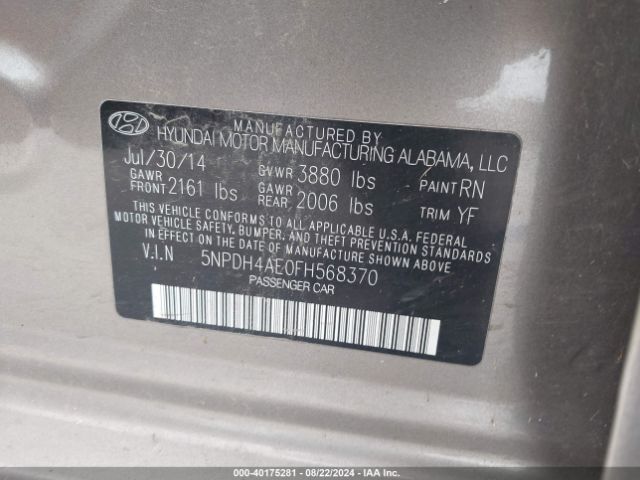 MANUFACTURED BY
HYUNDAI MOTOR MANUFACTURING ALABAMA, LLC
Jul/30/14 GVWR 3880 lbs PAINT RN
GAWR FRONT 2161 lbs GAWR REAR 2006 lbs TRIM YF
THIS VEHICLE CONFORMS TO ALL APPLICABLE U.S.A. FEDERAL
MOTOR VEHICLE SAFETY, BUMPER, AND THEFT PREVENTION STANDARDS
IN EFFECT ON THE DATE OF MANUFACTURE SHOWN ABOVE
V.I.N 5NPDH4AE0FH568370
PASSENGER CAR
000-40175281 - 08/22/2024 - IAA Inc.